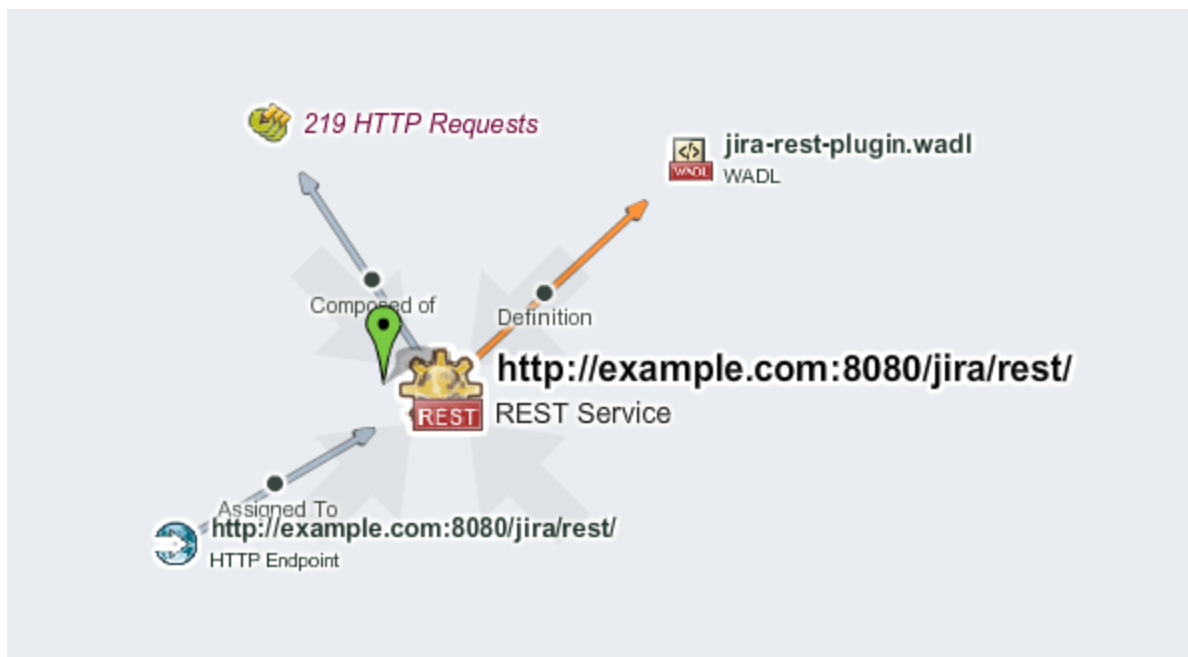 219 HTTP Requests
</>
WADL
jira-rest-plugin.wadl
WADL
Composed of
Definition
http://example.com:8080/jira/rest/
REST
REST Service
Assigned To
http://example.com:8080/jira/rest/
HTTP Endpoint